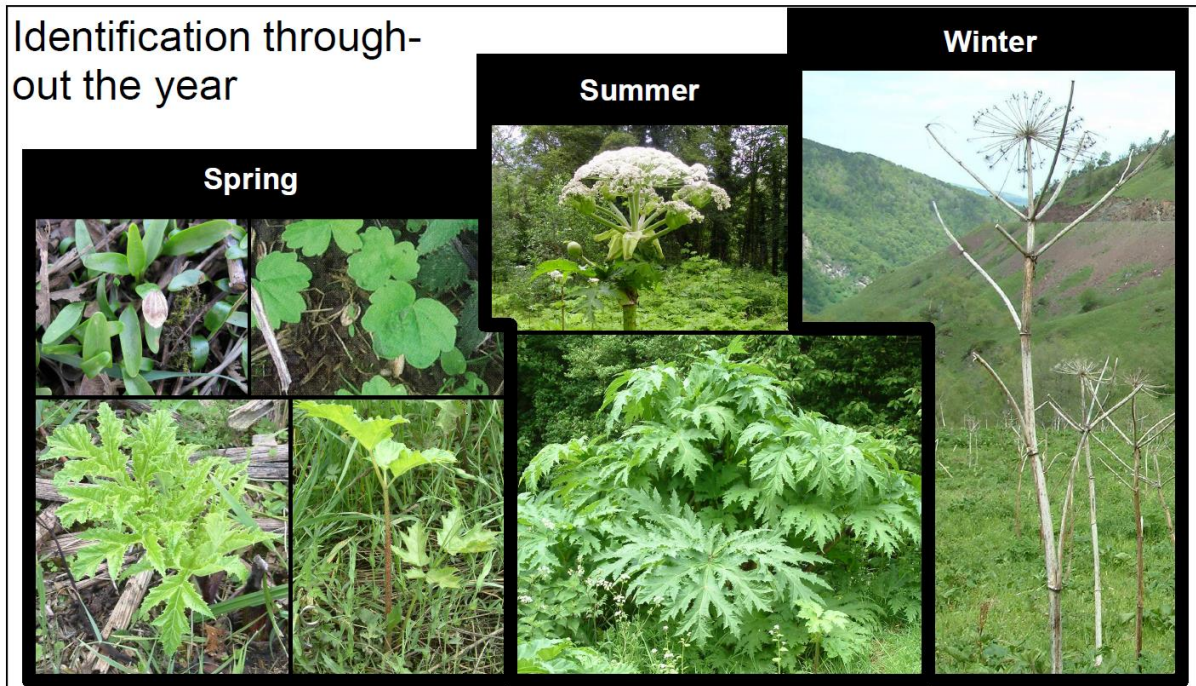 Identification through-
out the year
Spring
Summer
Winter